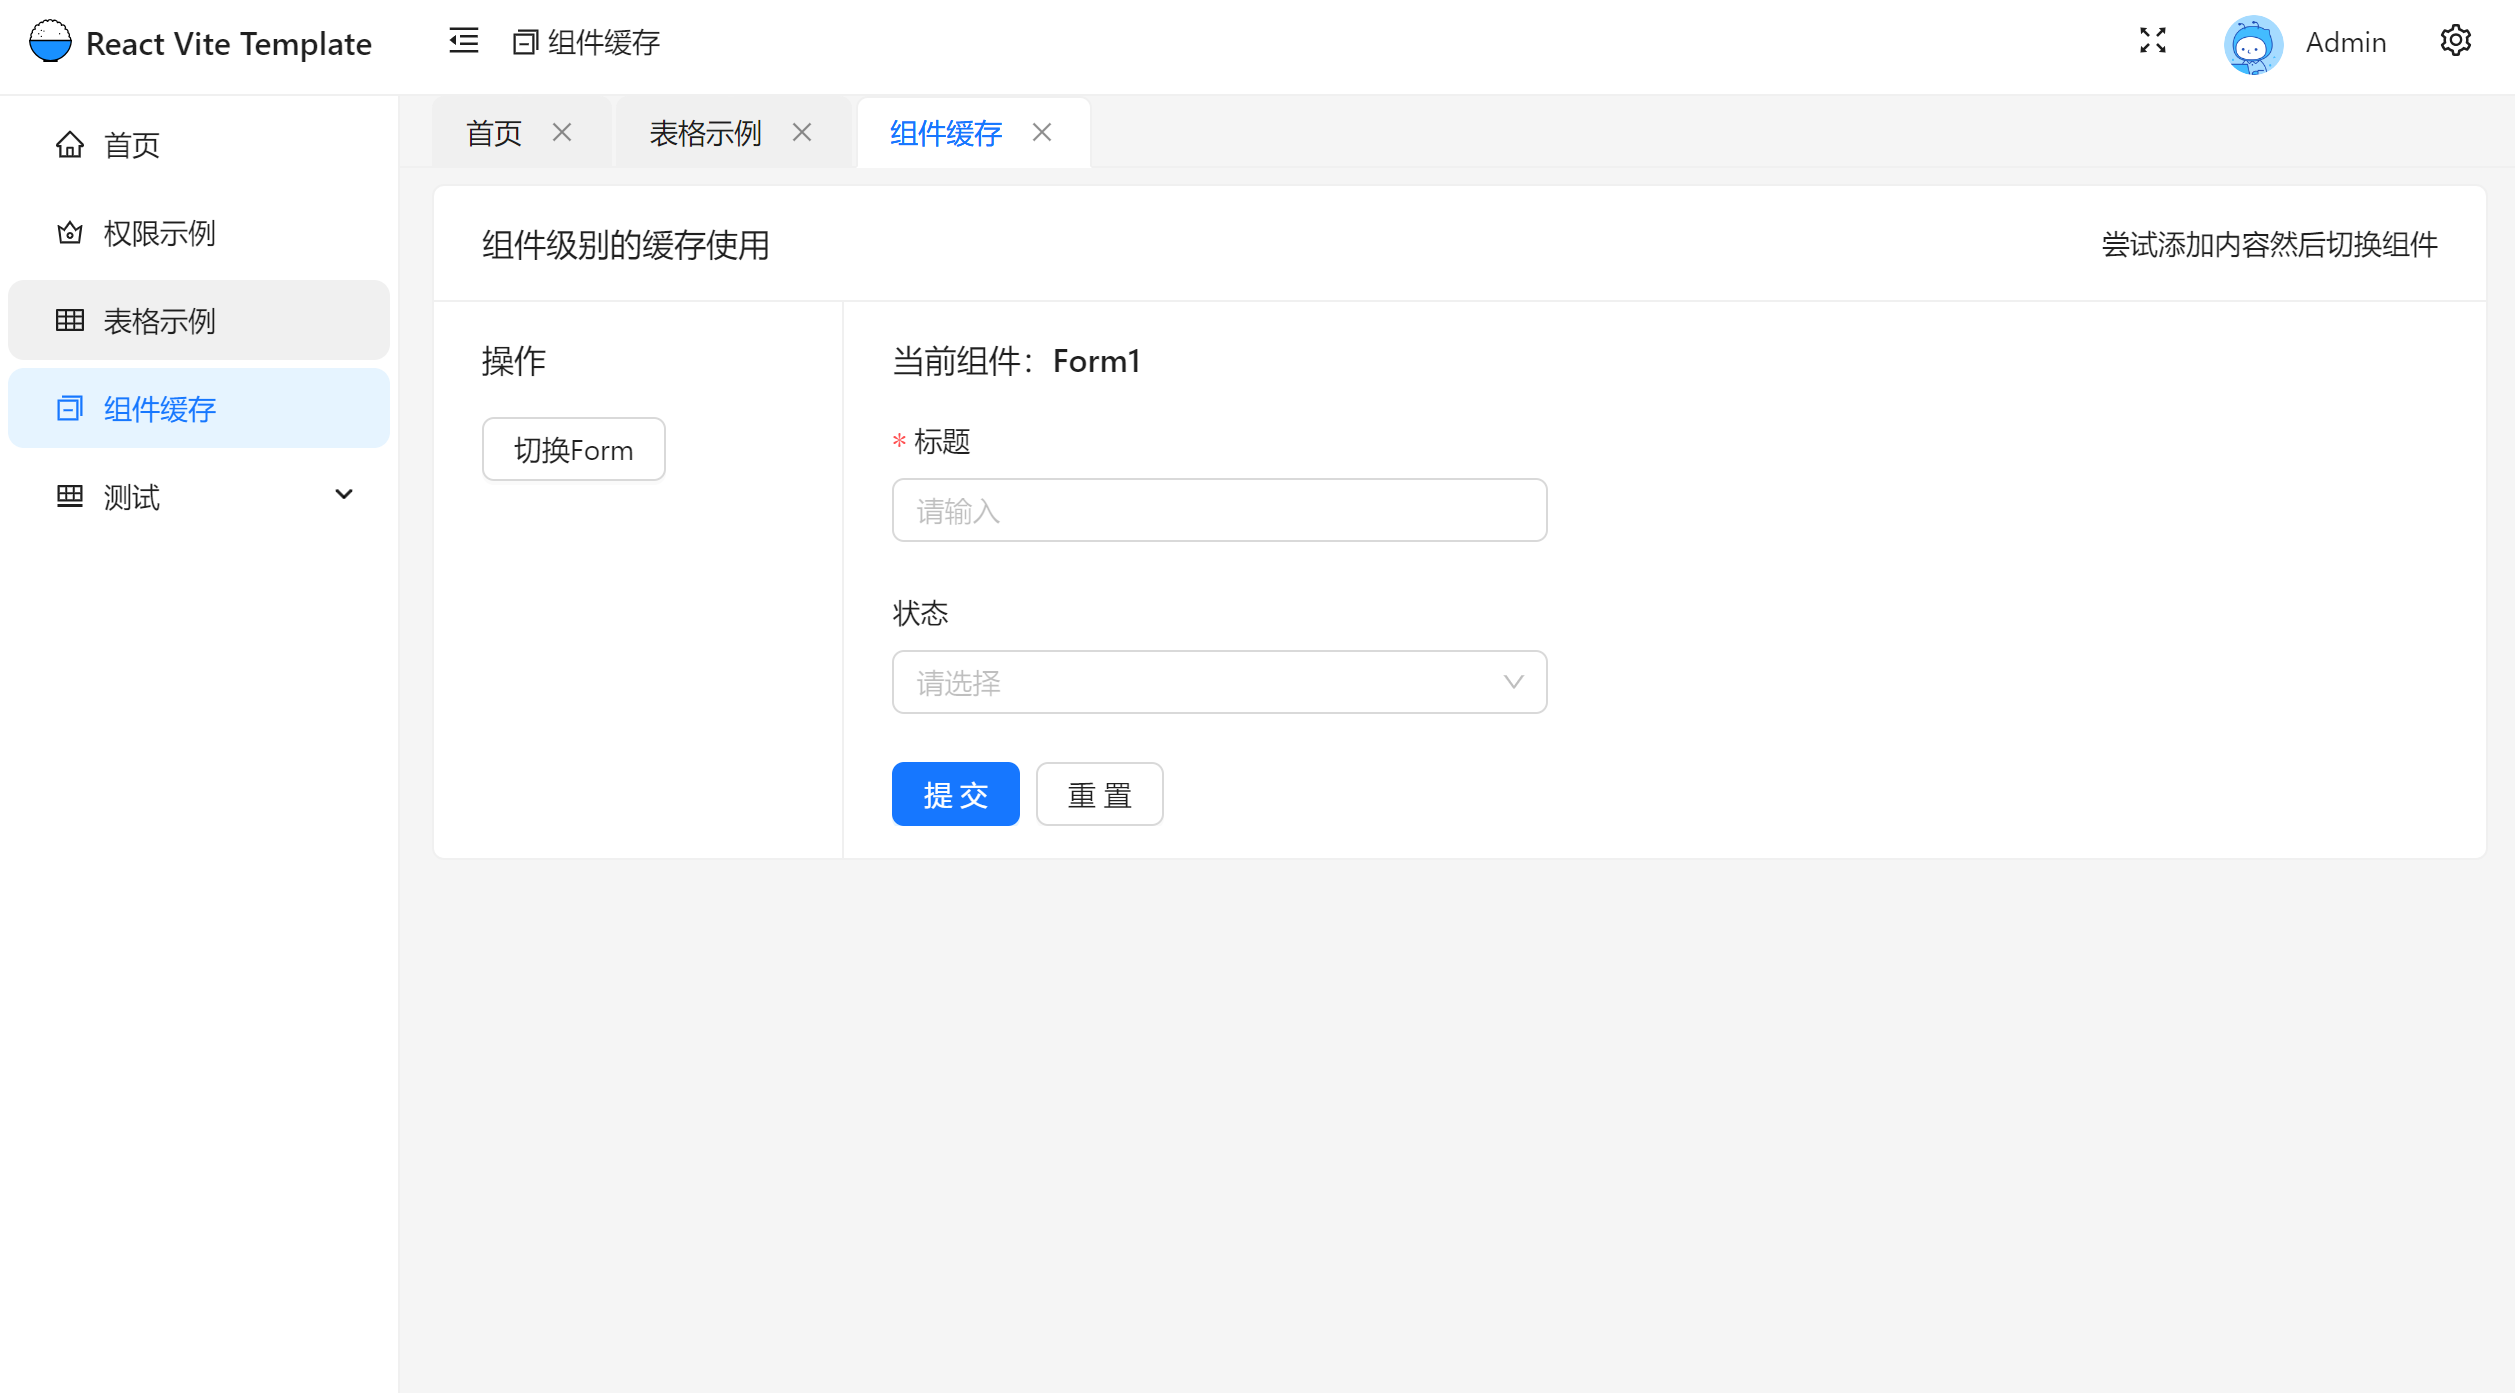 React Vite Template
组件缓存
Admin
首页
权限示例
表格示例
组件缓存
测试
首页
表格示例
组件缓存
组件级别的缓存使用
尝试添加内容然后切换组件
操作
切换Form
当前组件：Form1
* 标题
请输入
状态
请选择
提 交
重 置